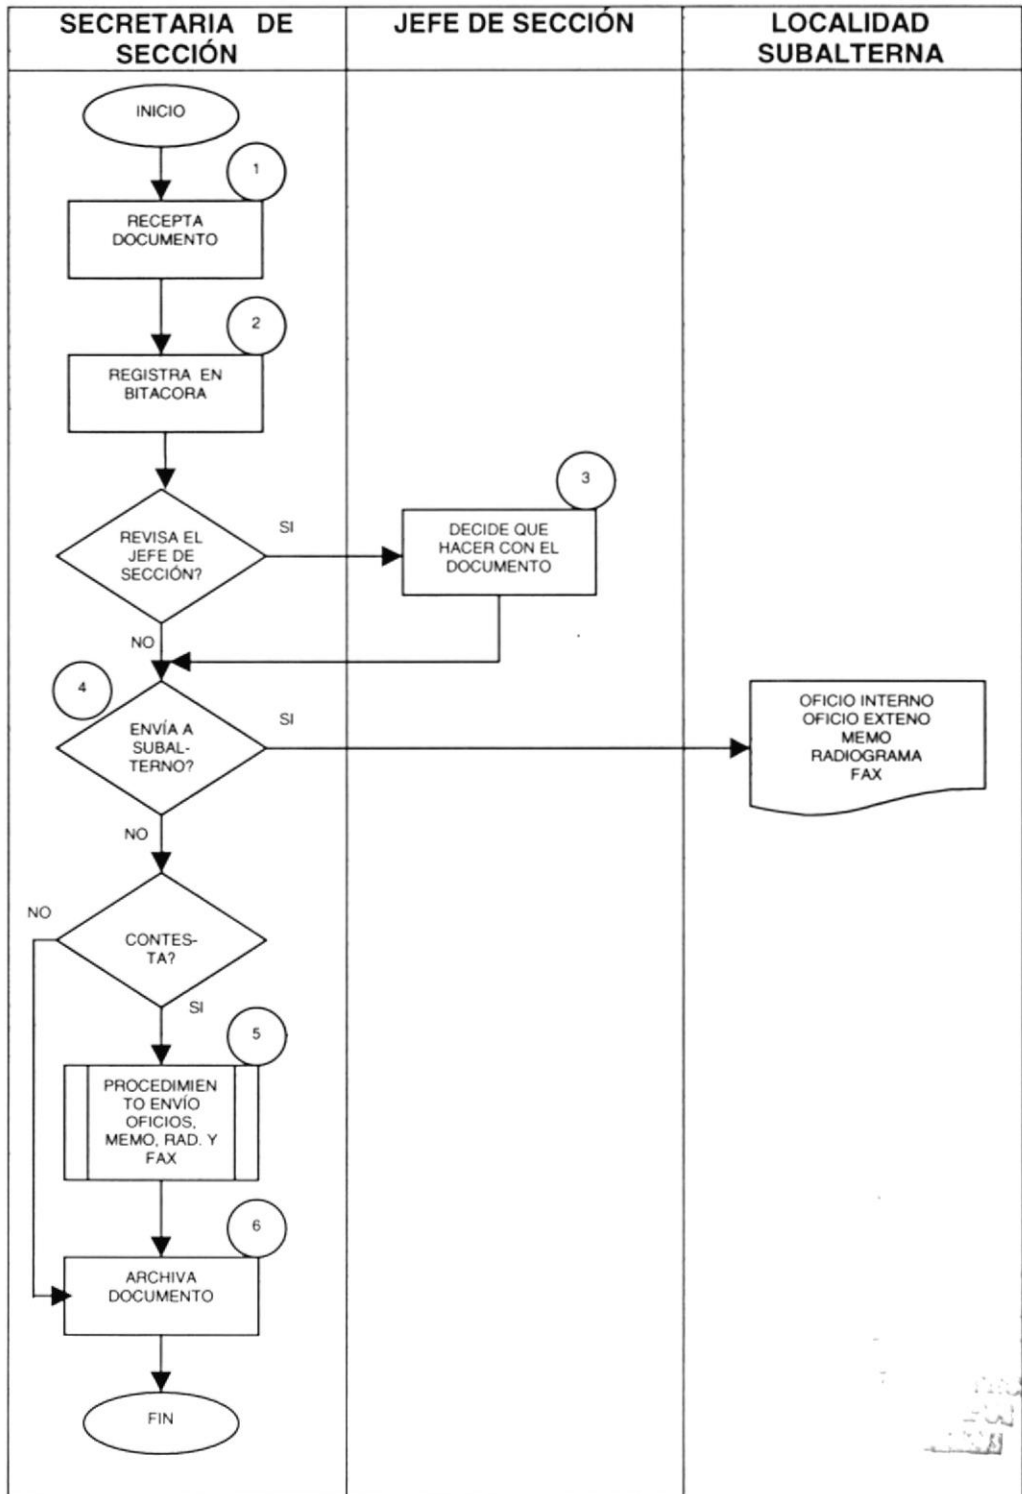 SECRETARIA DE
SECCIÓN
JEFE DE SECCIÓN
LOCALIDAD
SUBALTERNA
INICIO
1
RECEPTA
DOCUMENTO
2
REGISTRA EN
BITACORA
3
REVISA EL
JEFE DE
SECCIÓN?
SI
DECIDE QUE
HACER CON EL
DOCUMENTO
NO
4
ENVÍA A
SUBAL-
TERNO?
SI
OFICIO INTERNO
OFICIO EXTENO
MEMO
RADIOGRAMA
FAX
NO
NO
CONTES-
TA?
SI
5
PROCEDIMIEN
TO ENVÍO
OFICIOS,
MEMO, RAD. Y
FAX
6
ARCHIVA
DOCUMENTO
FIN